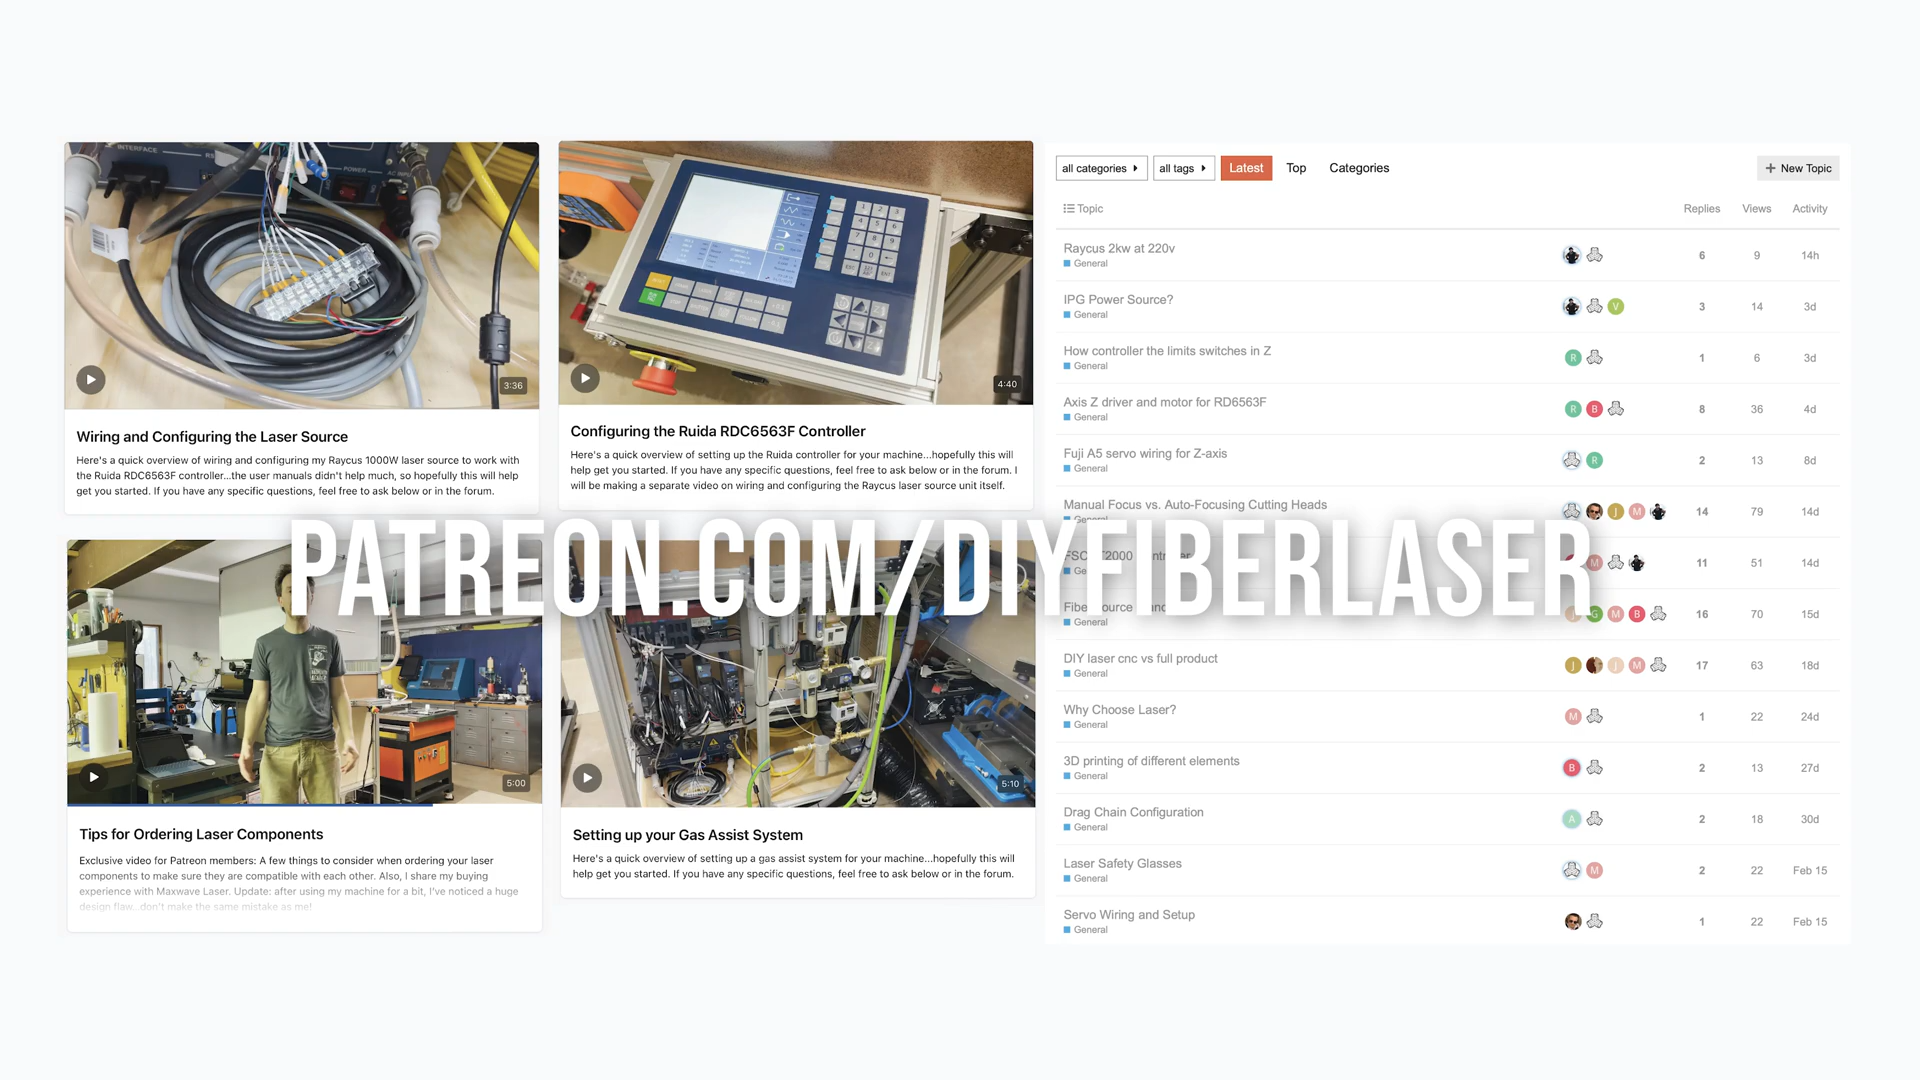 INTERFACE
POWER
3:36
Wiring and Configuring the Laser Source
Here's a quick overview of wiring and configuring my Raycus 1000W laser source to work with
the Ruida RDC6563F controller...the user manuals didn't help much, so hopefully this will help
get you started. If you have any specific questions, feel free to ask below or in the forum.
4:40
Configuring the Ruida RDC6563F Controller
Here's a quick overview of setting up the Ruida controller for your machine...hopefully this will
help get you started. If you have any specific questions, feel free to ask below or in the forum. I
will be making a separate video on wiring and configuring the Raycus laser source unit itself.
PATREON.COM/DIYFIBERLASER
5:00
Tips for Ordering Laser Components
Exclusive video for Patreon members: A few things to consider when ordering your laser
components to make sure they are compatible with each other. Also, I share my buying
experience with Maxwave Laser. Update: after using my machine for a bit, I've noticed a huge
design flaw...don't make the same mistake as me!
5:10
Setting up your Gas Assist System
Here's a quick overview of setting up a gas assist system for your machine...hopefully this will
help get you started. If you have any specific questions, feel free to ask below or in the forum.
all categories all tags Latest Top Categories + New Topic
Topic Replies Views Activity
Raycus 2kw at 220v 6 9 14h
General
IPG Power Source? V 3 14 3d
General
How controller the limits switches in Z R 1 6 3d
General
Axis Z driver and motor for RD6563F R B 8 36 4d
General
Fuji A5 servo wiring for Z-axis R 2 13 8d
General
Manual Focus vs. Auto-Focusing Cutting Heads J M 14 79 14d
General
M 11 51 14d
G M B 16 70 15d
General
DIY laser cnc vs full product J J M 17 63 18d
General
Why Choose Laser? M 1 22 24d
General
3D printing of different elements B 2 13 27d
General
Drag Chain Configuration A 2 18 30d
General
Laser Safety Glasses M 2 22 Feb 15
General
Servo Wiring and Setup 1 22 Feb 15
General